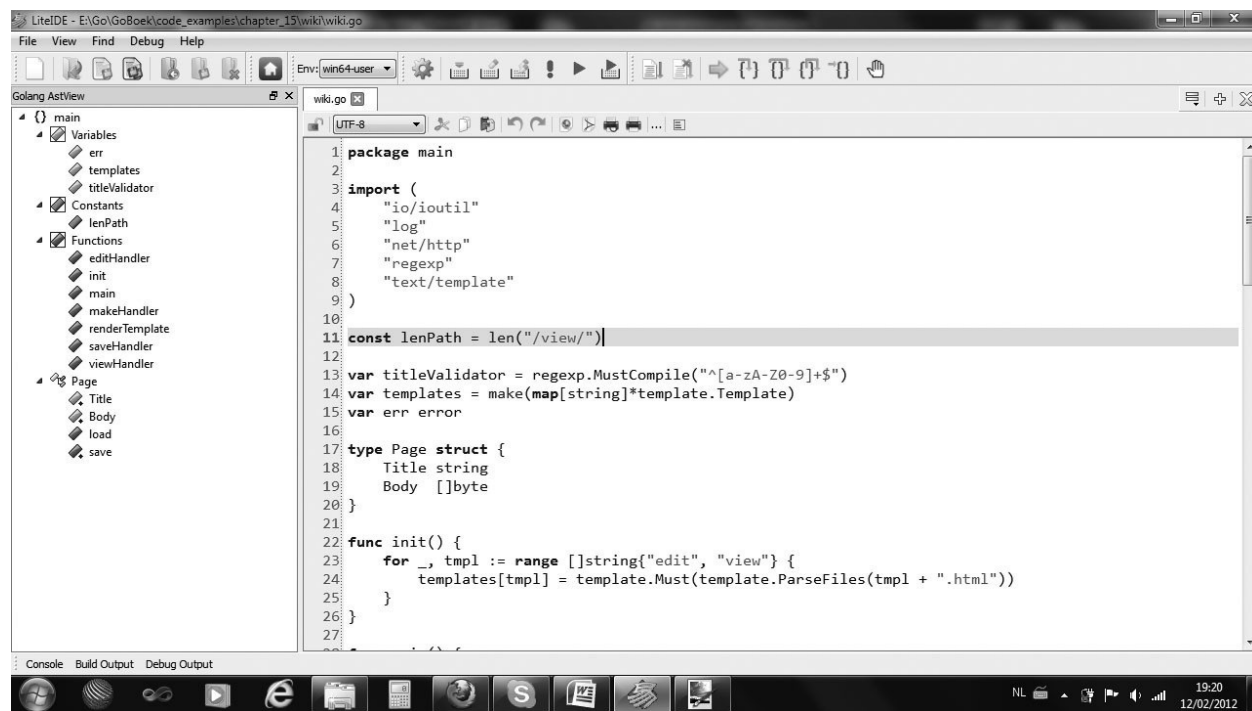 LiteIDE - E:\Go\GoBoek\code_examples\chapter_15\wiki\wiki.go
File View Find Debug Help
Env: win64-user
Golang AstView
{} main
Variables
err
templates
titleValidator
Constants
lenPath
Functions
editHandler
init
main
makeHandler
renderTemplate
saveHandler
viewHandler
Page
Title
Body
load
save
wiki.go
UTF-8
1 package main
2
3 import (
4     "io/ioutil"
5     "log"
6     "net/http"
7     "regexp"
8     "text/template"
9 )
10
11 const lenPath = len("/view/")
12
13 var titleValidator = regexp.MustCompile("^[a-zA-Z0-9]+$")
14 var templates = make(map[string]*template.Template)
15 var err error
16
17 type Page struct {
18     Title string
19     Body  []byte
20 }
21
22 func init() {
23     for _, tmpl := range []string{"edit", "view"} {
24         templates[tmpl] = template.Must(template.ParseFiles(tmpl + ".html"))
25     }
26 }
27
Console Build Output Debug Output
NL
19:20
12/02/2012